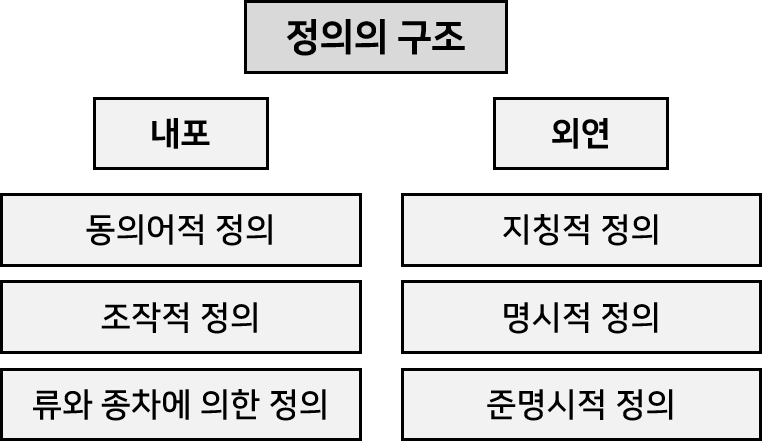 정의의 구조
내포
외연
동의어적 정의
지칭적 정의
조작적 정의
명시적 정의
류와 종차에 의한 정의
준명시적 정의